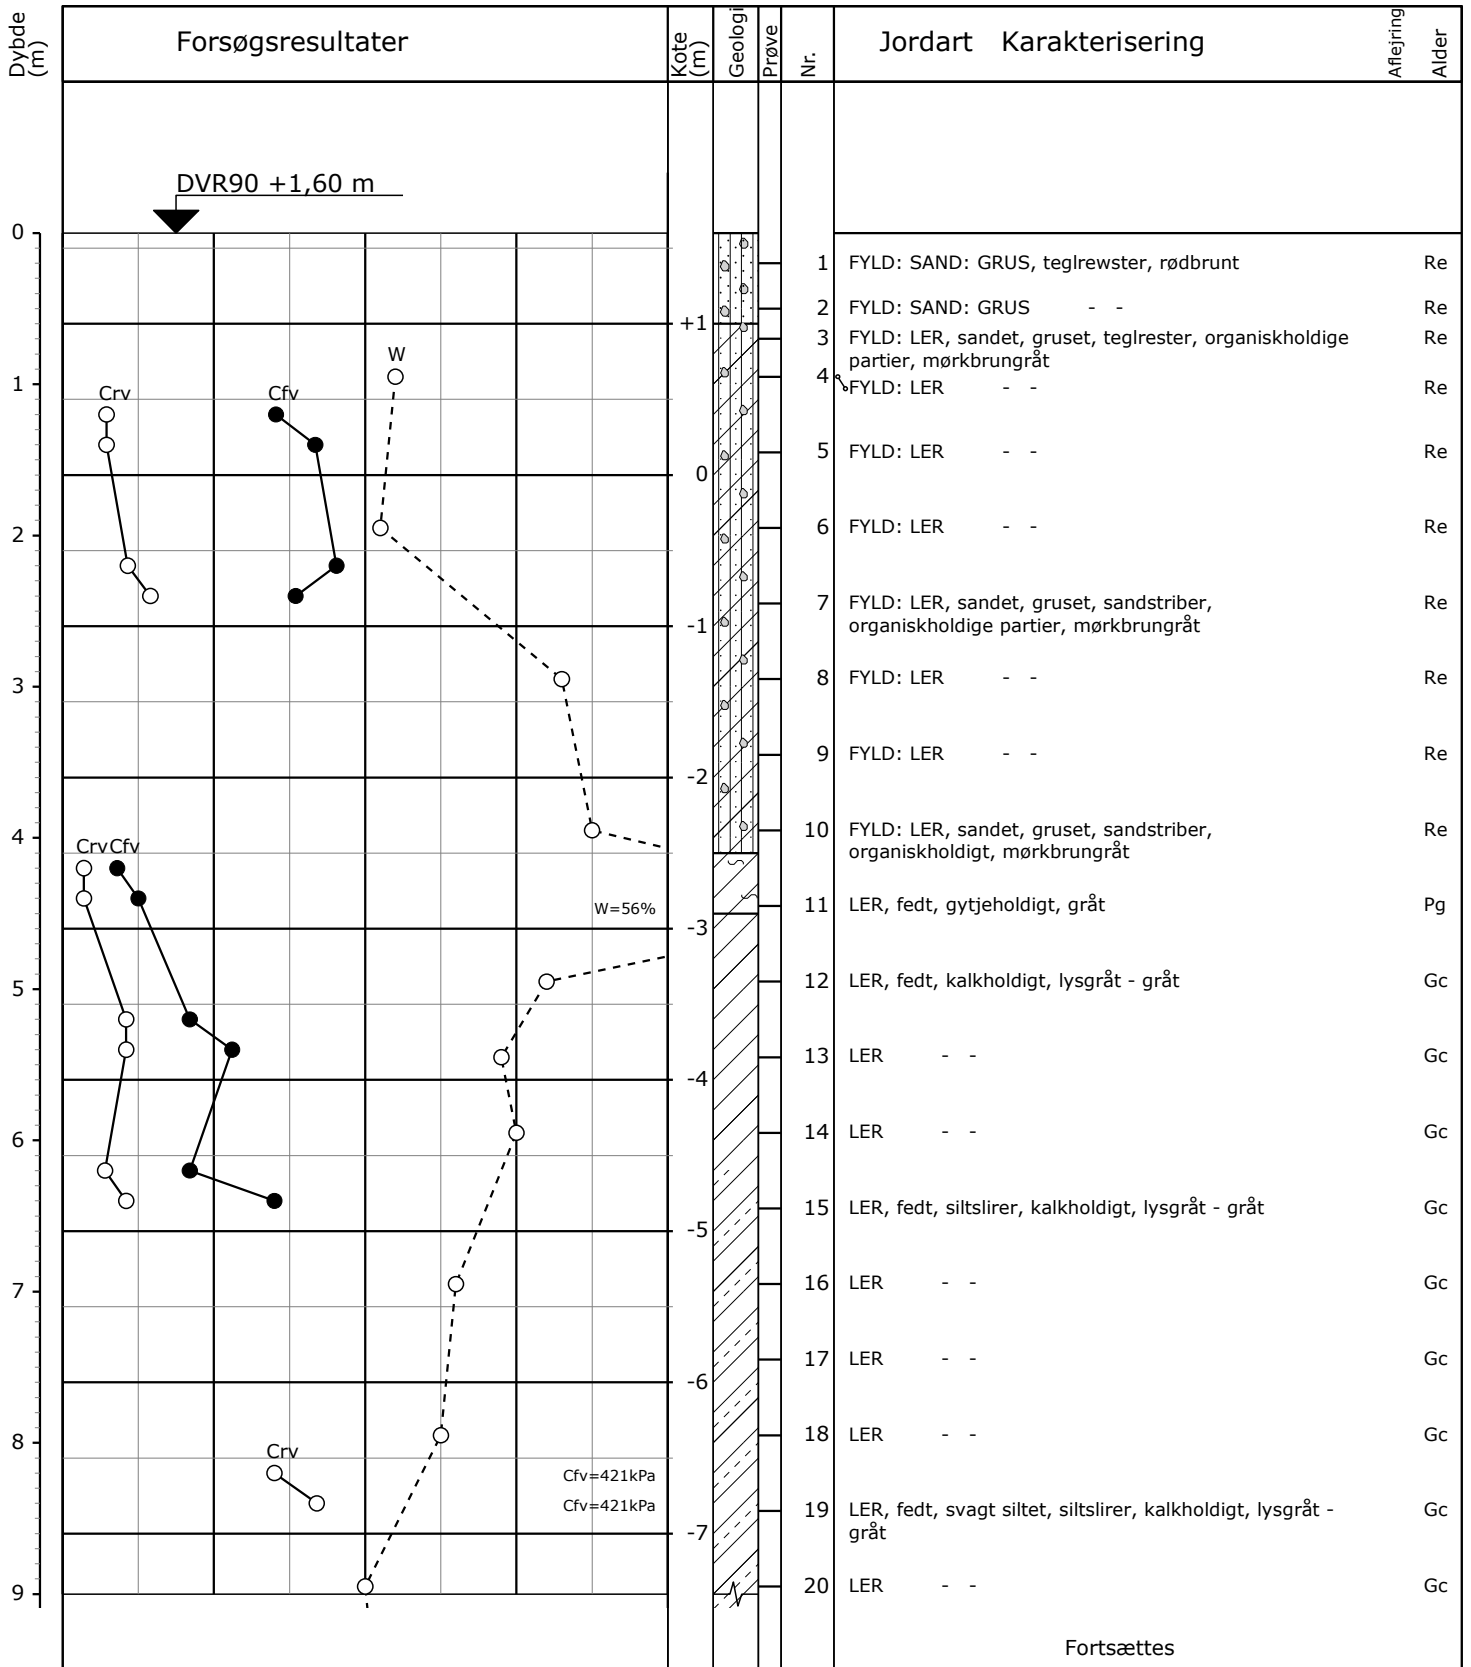 Dybde (m)
Forsøgsresultater
Kote (m)
Geologi
Prøve
Nr.
Jordart Karakterisering
Aflejring
Alder
DVR90 +1,60 m
0
1 FYLD: SAND: GRUS, teglrewster, rødbrunt Re
2 FYLD: SAND: GRUS - - Re
+1
3 FYLD: LER, sandet, gruset, teglrester, organiskholdige Re
partier, mørkbrungråt
W
4 FYLD: LER - - Re
1
Crv Cfv
5 FYLD: LER - - Re
0
2
6 FYLD: LER - - Re
7 FYLD: LER, sandet, gruset, sandstriber, Re
organiskholdige partier, mørkbrungråt
-1
3
8 FYLD: LER - - Re
9 FYLD: LER - - Re
-2
4
10 FYLD: LER, sandet, gruset, sandstriber, Re
organiskholdigt, mørkbrungråt
Crv Cfv
W=56%
11 LER, fedt, gytjeholdigt, gråt Pg
-3
5
12 LER, fedt, kalkholdigt, lysgråt - gråt Gc
13 LER - - Gc
-4
6
14 LER - - Gc
15 LER, fedt, siltslirer, kalkholdigt, lysgråt - gråt Gc
-5
7
16 LER - - Gc
17 LER - - Gc
-6
8
18 LER - - Gc
Crv
Cfv=421kPa
Cfv=421kPa
19 LER, fedt, svagt siltet, siltslirer, kalkholdigt, lysgråt - Gc
gråt
-7
9
20 LER - - Gc
Fortsættes